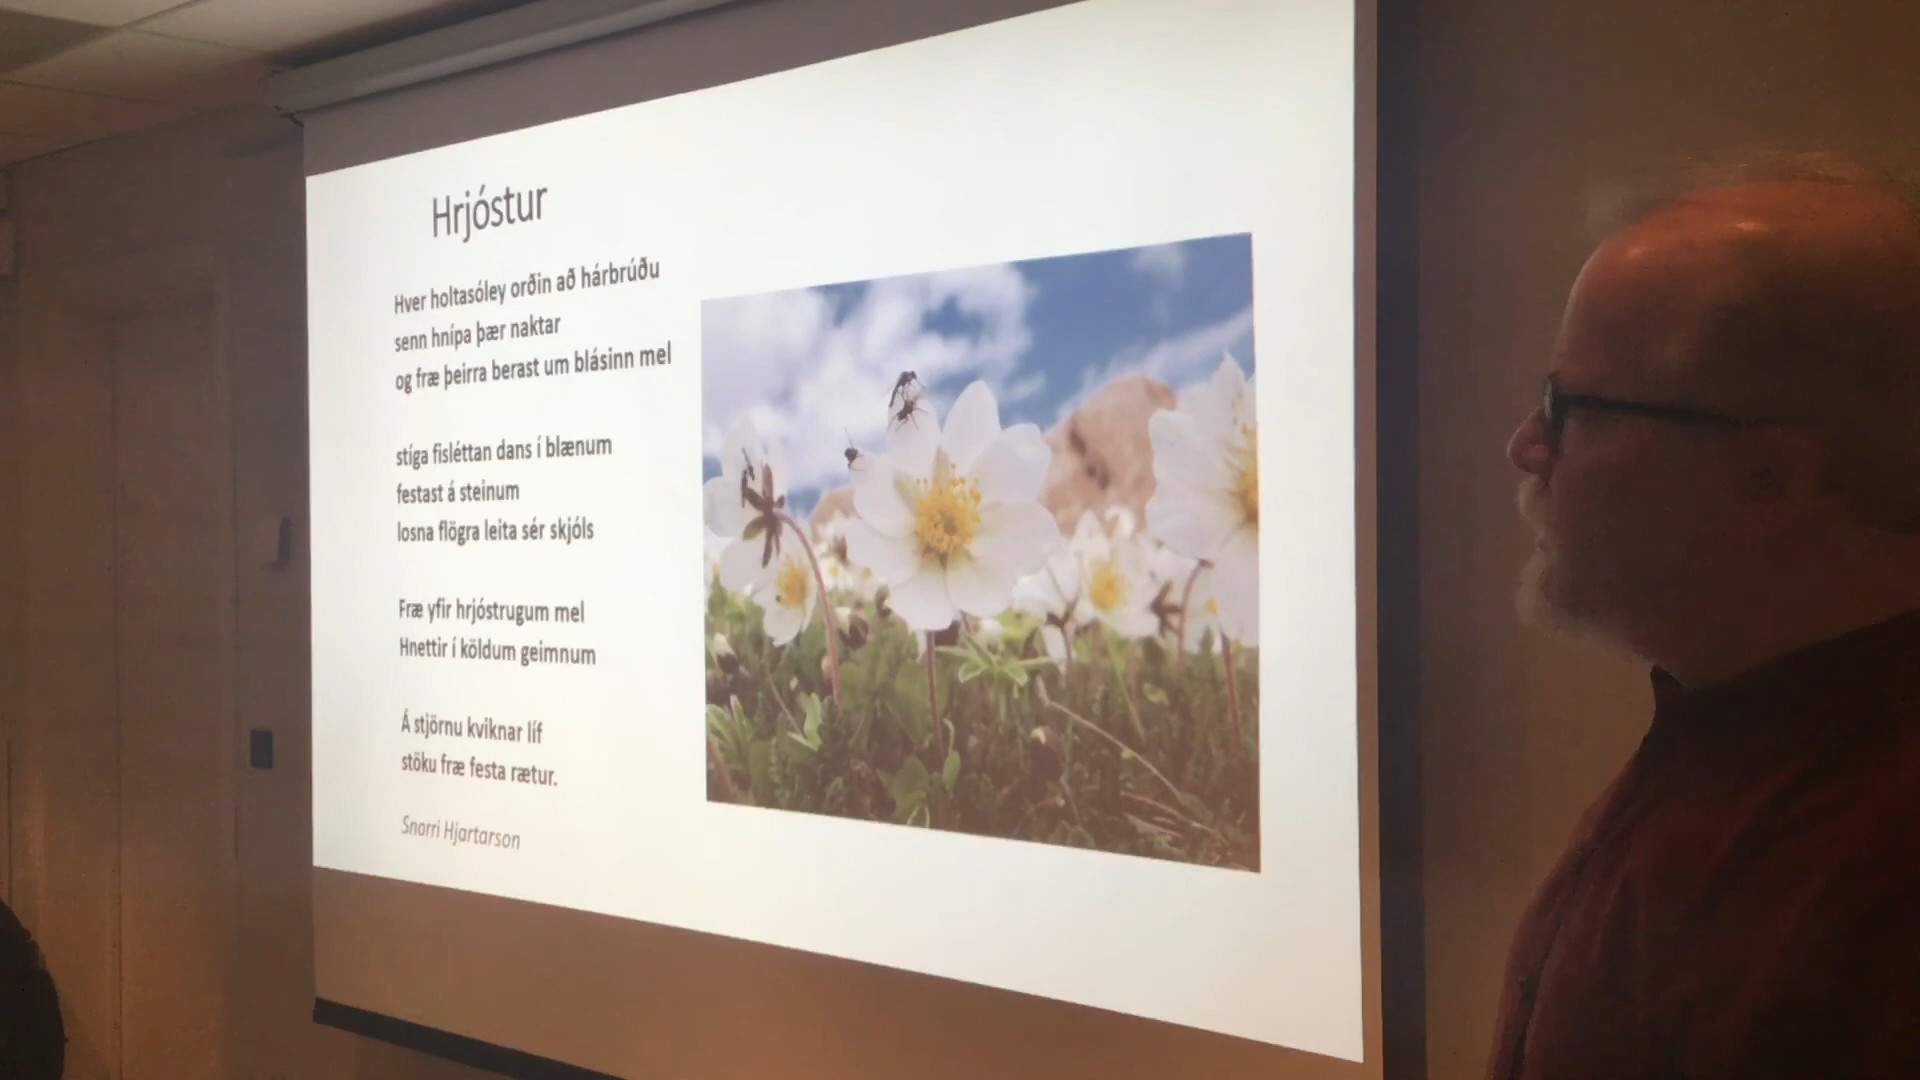 Hrjóstur
Hver holtasóley orðin að hárbrúðu
senn hnípa þær naktar
og fræ þeirra berast um blásinn mel
stíga fisléttan dans í blænum
festast á steinum
losna flögra leita sér skjóls
Fræ yfir hrjóstrugum mel
Hnettir í köldum geimnum
Á stjörnu kviknar líf
stöku fræ festa rætur.
Snorri Hjartarson